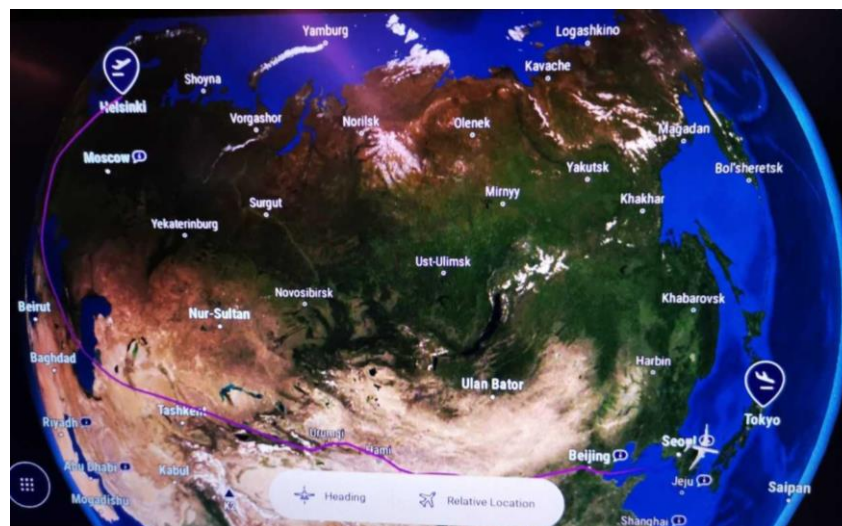 Yamburg
Logashkino
Kavache
Shoyna
Helsinki
Vorgashor
Norilsk
Olenek
Magadan
Moscow
Yakutsk
Bol'sheretsk
Mirnyy
Khakhar
Surgut
Yekaterinburg
Ust-Ulimsk
Novosibirsk
Khabarovsk
Beirut
Nur-Sultan
Baghdad
Harbin
Ulan Bator
Tashkent
Tokyo
Riyadh
Urumqi
Seoul
Hami
Beijing
Abu Dhabi
Kabul
Jeju
Saipan
Mogadishu
Heading
Relative Location
Shanghai